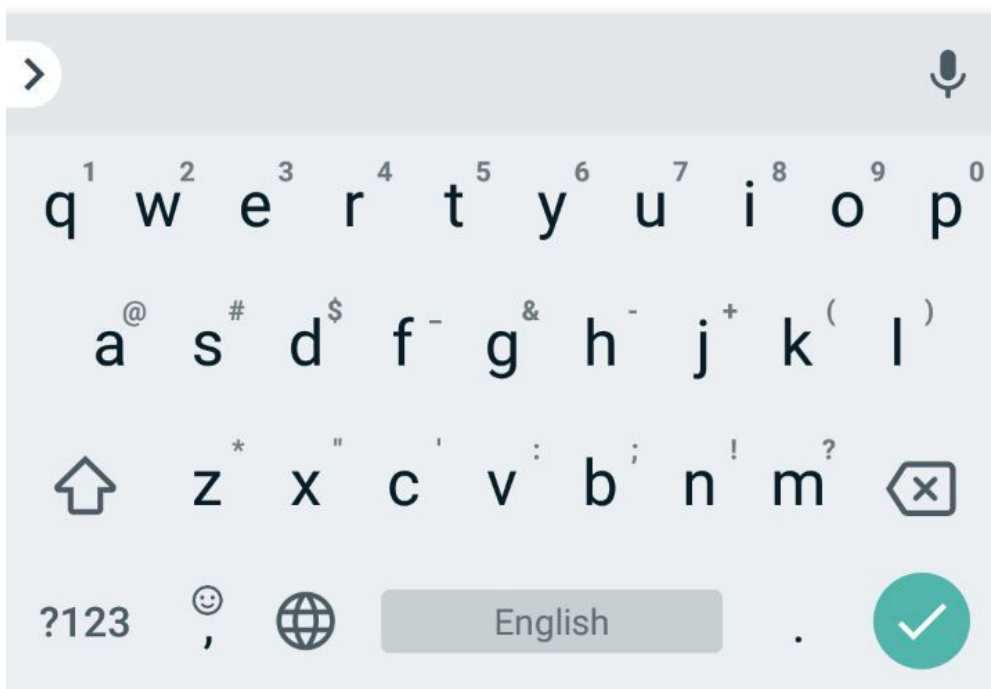 q 1 w 2 e 3 r 4 t 5 y 6 u 7 i 8 o 9 p 0
a @ s # d $ f _ g & h - j + k ( l )
z * x " c ' v : b ; n ! m ?
?123 , English .